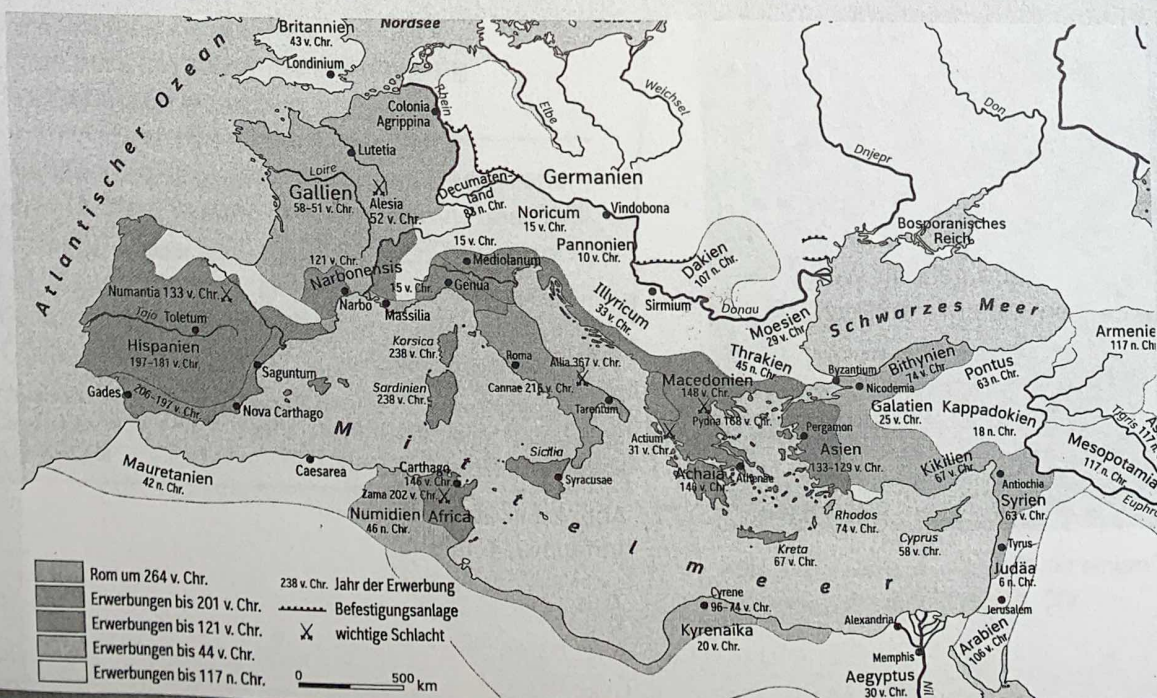 Nordsee
Britannien
43 v. Chr.
Londinium
Atlantischer Ozean
Colonia
Agrippina
Rhein
Elbe
Weichsel
Dnjepr
Don
Lutetia
Loire
Gallien
58–51 v. Chr.
Alesia
52 v. Chr.
Decumaten-
land
n. Chr.
Germanien
Noricum
15 v. Chr.
Vindobona
Pannonien
10 v. Chr.
Dakien
107 n. Chr.
Bosporanisches
Reich
15 v. Chr.
Mediolanum
121 v. Chr.
Narbonensis
15 v. Chr.
Genua
Narbo
Massilia
Illyricum
33 v. Chr.
Sirmium
Donau
Moesien
29 v. Chr.
Schwarzes Meer
Armenie
117 n. Ch
Numantia 133 v. Chr.
Tajo
Toletum
Hispanien
197–181 v. Chr.
Saguntum
Gades
206–197 v. Chr.
Nova Carthago
Korsica
238 v. Chr.
Sardinien
238 v. Chr.
Roma
Allia 367 v. Chr.
Cannae 216 v. Chr.
Tarentum
Thrakien
45 n. Chr.
Byzantium
Bithynien
74 v. Chr.
Nicodemia
Pontus
63 n. Chr.
Macedonien
148 v. Chr.
Pydna 168 v. Chr.
Galatien
25 v. Chr.
Kappadokien
18 n. Chr.
Tigris 117 n.
Mesopotamie
117 n. Chr.
Euphr
Pergamon
Asien
133–129 v. Chr.
Actium
31 v. Chr.
Achaia
146 v. Chr.
Athenae
Kilikien
67 v. Chr.
Antiochia
Syrien
63 v. Chr.
Mauretanien
42 n. Chr.
Caesarea
Carthago
146 v. Chr.
Zama 202 v. Chr.
Numidien
46 n. Chr.
Africa
Sicilia
Syracusae
Mittelmeer
Rhodos
74 v. Chr.
Cyprus
58 v. Chr.
Kreta
67 v. Chr.
Tyrus
Judäa
6 n. Chr.
Jerusalem
Cyrene
96–74 v. Chr.
Kyrenaika
20 v. Chr.
Alexandria
Memphis
Aegyptus
30 v. Chr.
Nil
Arabien
106 v. Chr.
Rom um 264 v. Chr.
Erwerbungen bis 201 v. Chr.
Erwerbungen bis 121 v. Chr.
Erwerbungen bis 44 v. Chr.
Erwerbungen bis 117 n. Chr.
238 v. Chr. Jahr der Erwerbung
Befestigungsanlage
wichtige Schlacht
0 500 km